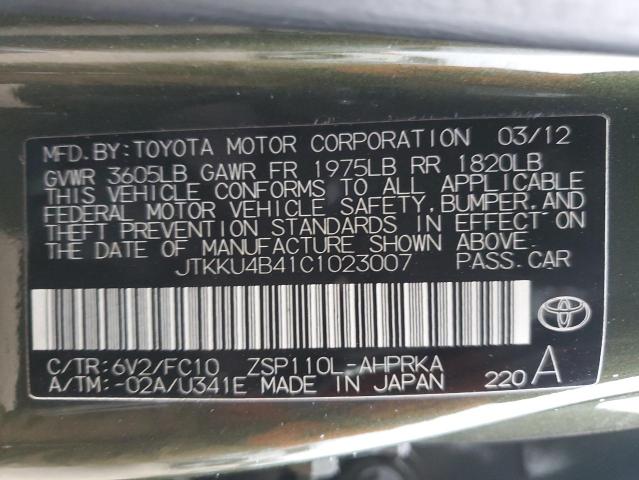 MFD. BY: TOYOTA MOTOR CORPORATION 03/12
GVWR 3605LB GAWR FR 1975LB RR 1820LB
THIS VEHICLE CONFORMS TO ALL APPLICABLE
FEDERAL MOTOR VEHICLE SAFETY, BUMPER, AND
THEFT PREVENTION STANDARDS IN EFFECT ON
THE DATE OF MANUFACTURE SHOWN ABOVE.
JTKKU4B41C1023007 PASS. CAR
C/TR: 6V2/FC10 ZSP110L-AHPRKA
A/TM: -02A/U341E MADE IN JAPAN 220 A